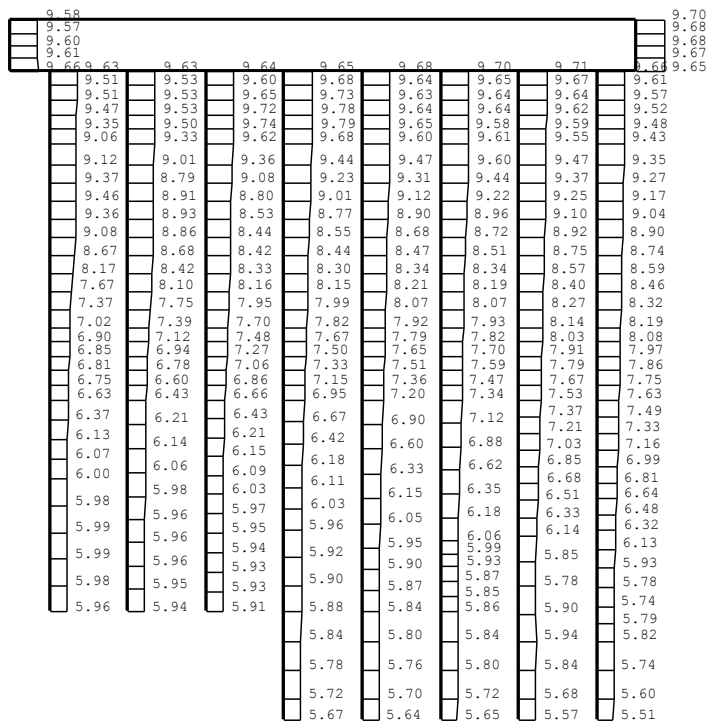 9.58 9.70
9.57 9.68
9.60 9.68
9.61 9.67
9.66 9.63 9.63 9.64 9.65 9.68 9.70 9.71 9.66 9.65
9.51 9.53 9.60 9.68 9.64 9.65 9.67 9.61
9.51 9.53 9.65 9.73 9.63 9.64 9.64 9.57
9.47 9.53 9.72 9.78 9.64 9.64 9.62 9.52
9.35 9.50 9.74 9.79 9.65 9.58 9.59 9.48
9.06 9.33 9.62 9.68 9.60 9.61 9.55 9.43
9.12 9.01 9.36 9.44 9.47 9.60 9.47 9.35
9.37 8.79 9.08 9.23 9.31 9.44 9.37 9.27
9.46 8.91 8.80 9.01 9.12 9.22 9.25 9.17
9.36 8.93 8.53 8.77 8.90 8.96 9.10 9.04
9.08 8.86 8.44 8.55 8.68 8.72 8.92 8.90
8.67 8.68 8.42 8.44 8.47 8.51 8.75 8.74
8.17 8.42 8.33 8.30 8.34 8.34 8.57 8.59
7.67 8.10 8.16 8.15 8.21 8.19 8.40 8.46
7.37 7.75 7.95 7.99 8.07 8.07 8.27 8.32
7.02 7.39 7.70 7.82 7.92 7.93 8.14 8.19
6.90 7.12 7.48 7.67 7.79 7.82 8.03 8.08
6.85 6.94 7.27 7.50 7.65 7.70 7.91 7.97
6.81 6.78 7.06 7.33 7.51 7.59 7.79 7.86
6.75 6.60 6.86 7.15 7.36 7.47 7.67 7.75
6.63 6.43 6.66 6.95 7.20 7.34 7.53 7.63
7.37 7.49
6.37 6.21 6.43 6.67 6.90 7.12
7.21 7.33
6.13 6.14 6.21 6.42 6.60 6.88 7.03 7.16
6.07 6.06 6.15 6.18 6.33 6.62 6.85 6.99
6.00 6.09 6.11 6.68 6.81
5.98 6.03 6.15 6.35 6.51 6.64
5.98 5.96 5.97 6.03 6.05 6.18 6.33 6.48
5.99 5.96 5.95 5.96 5.95 6.06 6.14 6.32
5.99 5.94 5.92 5.99 5.85 6.13
5.96 5.93 5.90 5.93 5.93
5.98 5.95 5.93 5.90 5.87 5.87 5.78 5.78
5.85 5.74
5.96 5.94 5.91 5.88 5.84 5.86 5.90 5.79
5.84 5.80 5.84 5.94 5.82
5.78 5.76 5.80 5.84 5.74
5.72 5.70 5.72 5.68 5.60
5.67 5.64 5.65 5.57 5.51